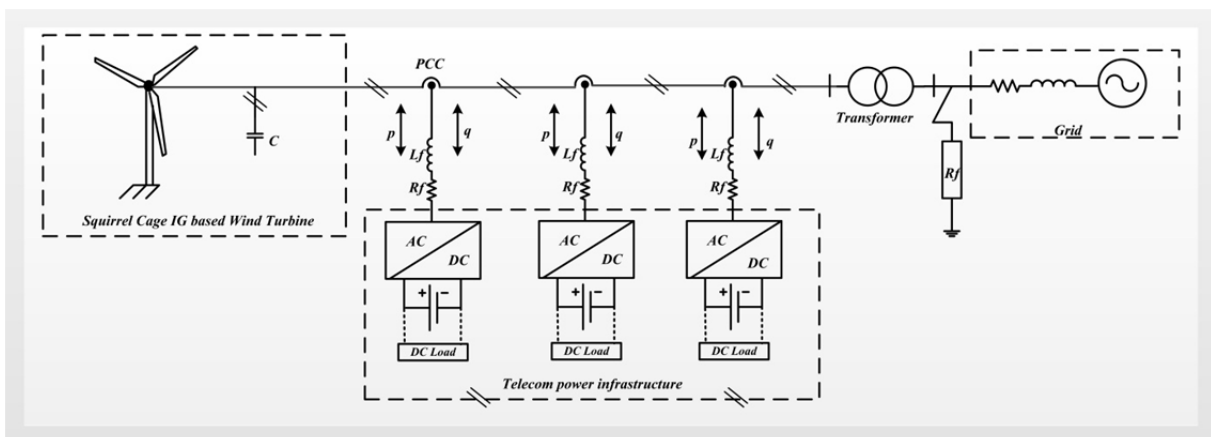 PCC
C
Squirrel Cage IG based Wind Turbine
p
q
Lf
Rf
p
q
Lf
Rf
p
q
Lf
Rf
Transformer
Grid
Rf
AC
DC
+ −
DC Load
AC
DC
+ −
DC Load
AC
DC
+ −
DC Load
Telecom power infrastructure